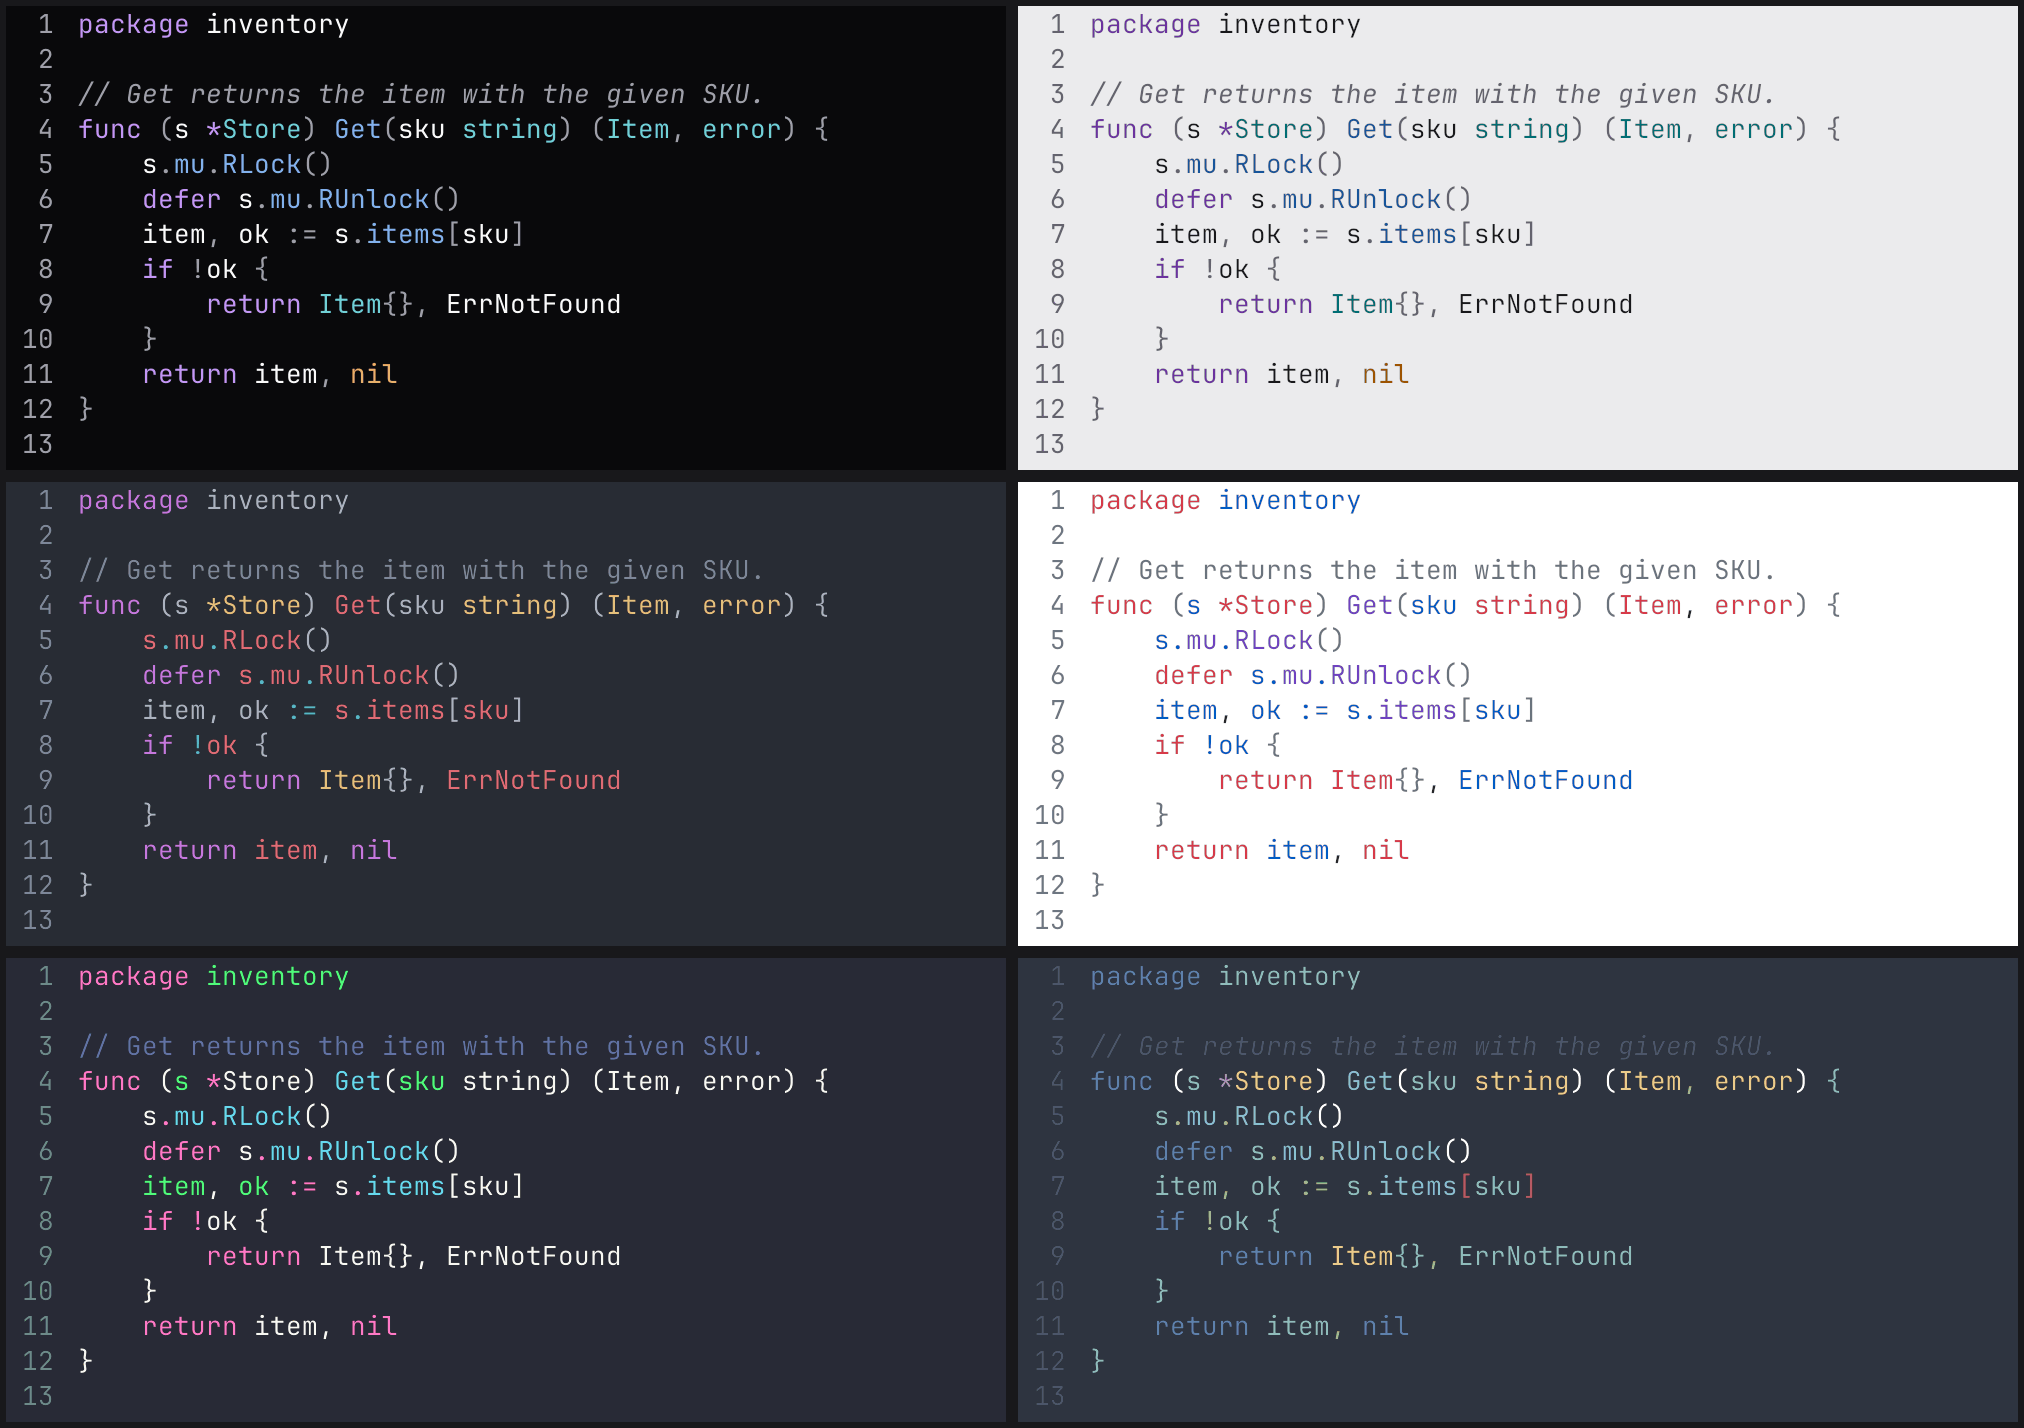 1 package inventory
2
3 // Get returns the item with the given SKU.
4 func (s *Store) Get(sku string) (Item, error) {
5     s.mu.RLock()
6     defer s.mu.RUnlock()
7     item, ok := s.items[sku]
8     if !ok {
9         return Item{}, ErrNotFound
10     }
11     return item, nil
12 }
13
1 package inventory
2
3 // Get returns the item with the given SKU.
4 func (s *Store) Get(sku string) (Item, error) {
5     s.mu.RLock()
6     defer s.mu.RUnlock()
7     item, ok := s.items[sku]
8     if !ok {
9         return Item{}, ErrNotFound
10     }
11     return item, nil
12 }
13
1 package inventory
2
3 // Get returns the item with the given SKU.
4 func (s *Store) Get(sku string) (Item, error) {
5     s.mu.RLock()
6     defer s.mu.RUnlock()
7     item, ok := s.items[sku]
8     if !ok {
9         return Item{}, ErrNotFound
10     }
11     return item, nil
12 }
13
1 package inventory
2
3 // Get returns the item with the given SKU.
4 func (s *Store) Get(sku string) (Item, error) {
5     s.mu.RLock()
6     defer s.mu.RUnlock()
7     item, ok := s.items[sku]
8     if !ok {
9         return Item{}, ErrNotFound
10     }
11     return item, nil
12 }
13
1 package inventory
2
3 // Get returns the item with the given SKU.
4 func (s *Store) Get(sku string) (Item, error) {
5     s.mu.RLock()
6     defer s.mu.RUnlock()
7     item, ok := s.items[sku]
8     if !ok {
9         return Item{}, ErrNotFound
10     }
11     return item, nil
12 }
13
1 package inventory
2
3 // Get returns the item with the given SKU.
4 func (s *Store) Get(sku string) (Item, error) {
5     s.mu.RLock()
6     defer s.mu.RUnlock()
7     item, ok := s.items[sku]
8     if !ok {
9         return Item{}, ErrNotFound
10     }
11     return item, nil
12 }
13